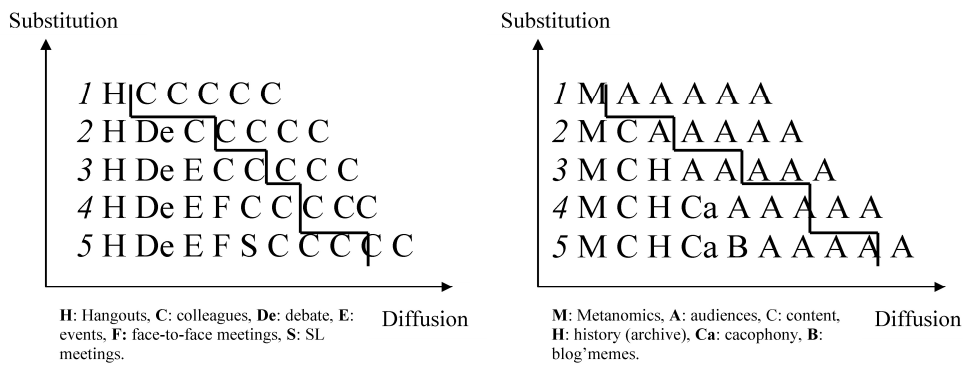 Substitution
1 H C C C C C
2 H De C C C C C
3 H De E C C C C C
4 H De E F C C C CC
5 H De E F S C C C C C
Diffusion
H: Hangouts, C: colleagues, De: debate, E:
events, F: face-to-face meetings, S: SL
meetings.
Substitution
1 M A A A A A
2 M C A A A A A
3 M C H A A A A A
4 M C H Ca A A A A A
5 M C H Ca B A A A A A
Diffusion
M: Metanomics, A: audiences, C: content,
H: history (archive), Ca: cacophony, B:
blog’memes.